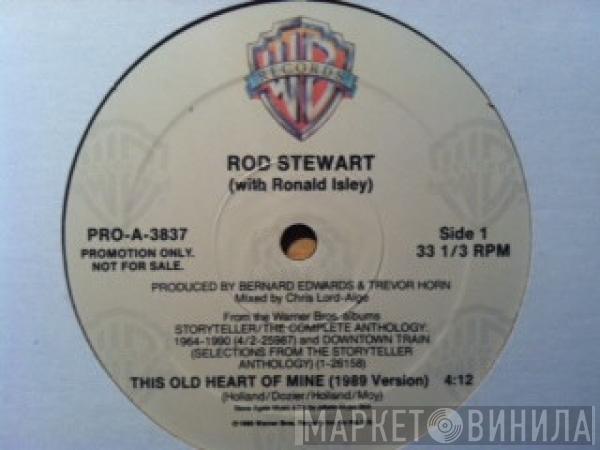 WB
RECORDS
ROD STEWART
(with Ronald Isley)
PRO-A-3837
PROMOTION ONLY.
NOT FOR SALE.
Side 1
33 1/3 RPM
PRODUCED BY BERNARD EDWARDS & TREVOR HORN
Mixed by Chris Lord-Alge
From the Warner Bros. albums
STORYTELLER/THE COMPLETE ANTHOLOGY:
1964-1990 (4/2-25987) and DOWNTOWN TRAIN
(SELECTIONS FROM THE STORYTELLER
ANTHOLOGY) (1-26158)
THIS OLD HEART OF MINE (1989 Version) 4:12
(Holland/Dozier/Holland/Moy)
МАРКЕТ ВИНИЛА